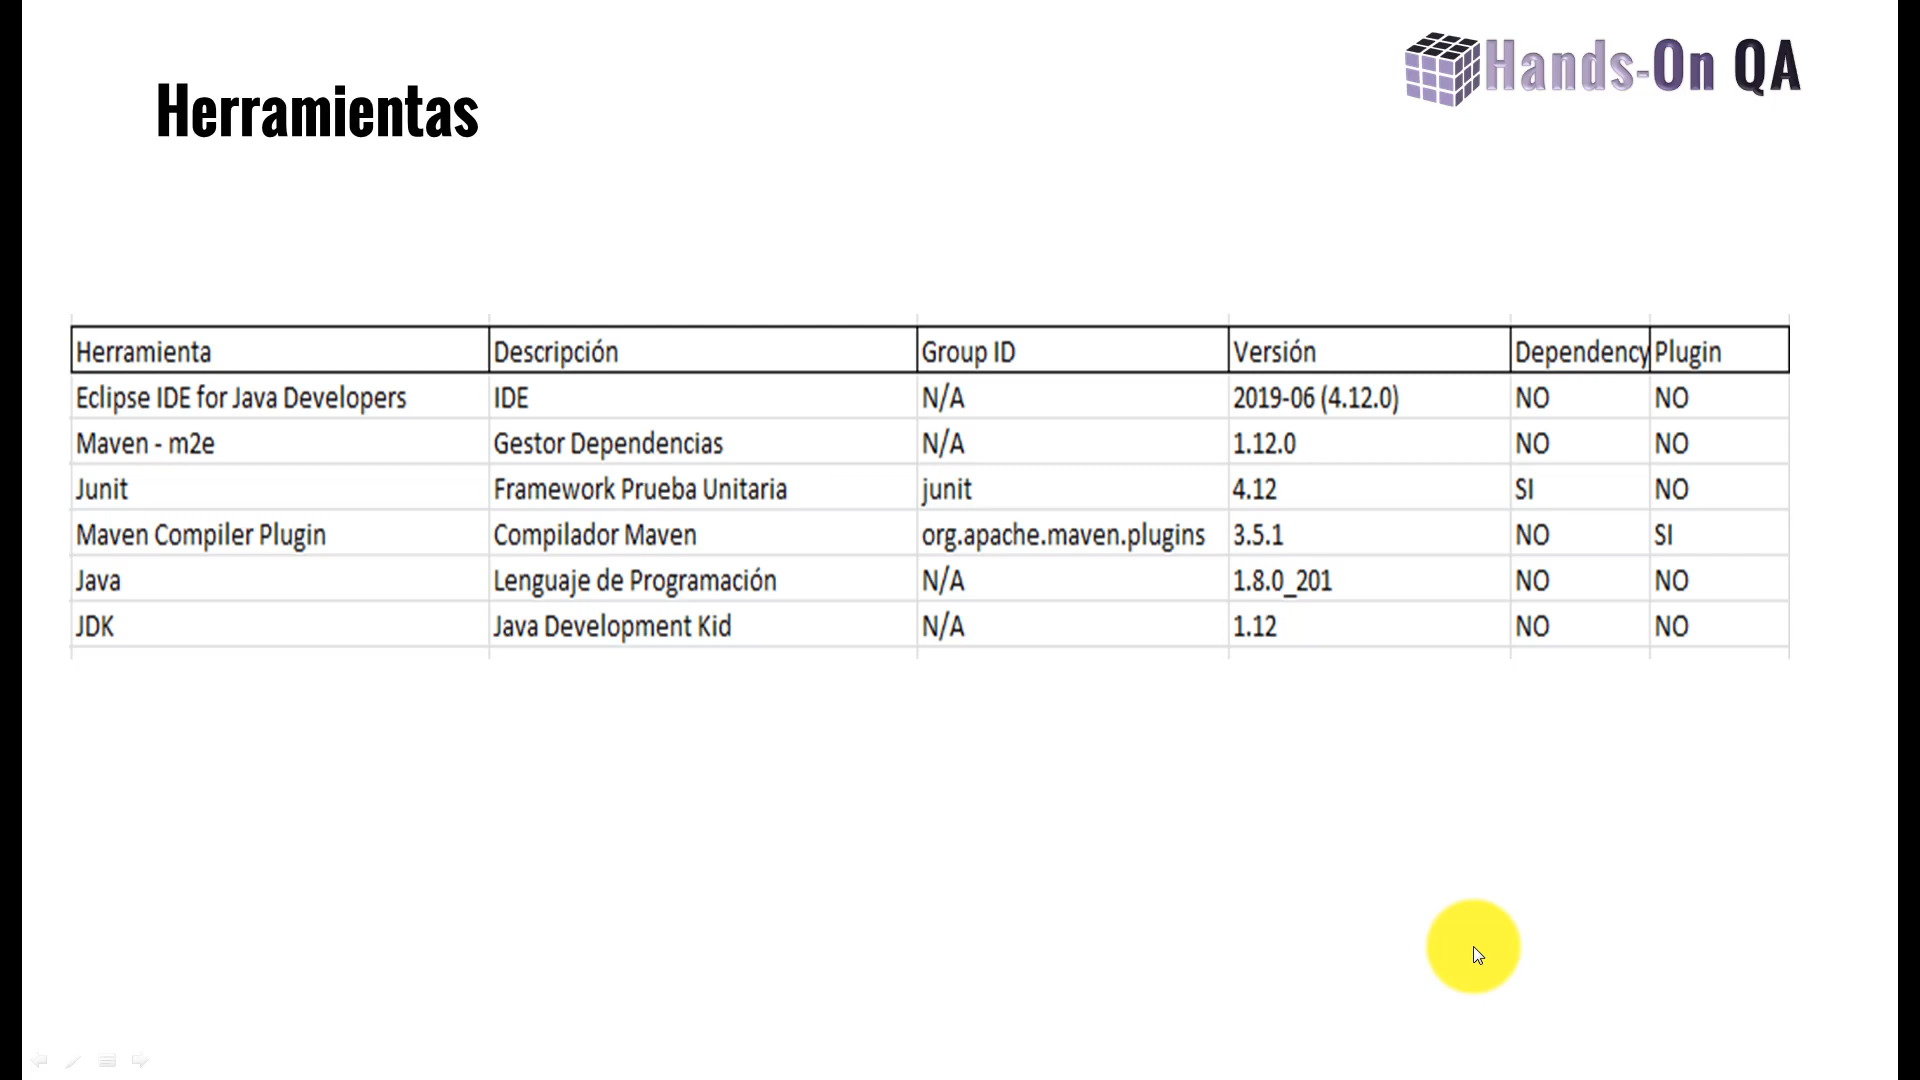 Hands-On QA
Herramientas
Herramienta Descripción Group ID Versión Dependency Plugin
Eclipse IDE for Java Developers IDE N/A 2019-06 (4.12.0) NO NO
Maven - m2e Gestor Dependencias N/A 1.12.0 NO NO
Junit Framework Prueba Unitaria junit 4.12 SI NO
Maven Compiler Plugin Compilador Maven org.apache.maven.plugins 3.5.1 NO SI
Java Lenguaje de Programación N/A 1.8.0_201 NO NO
JDK Java Development Kid N/A 1.12 NO NO